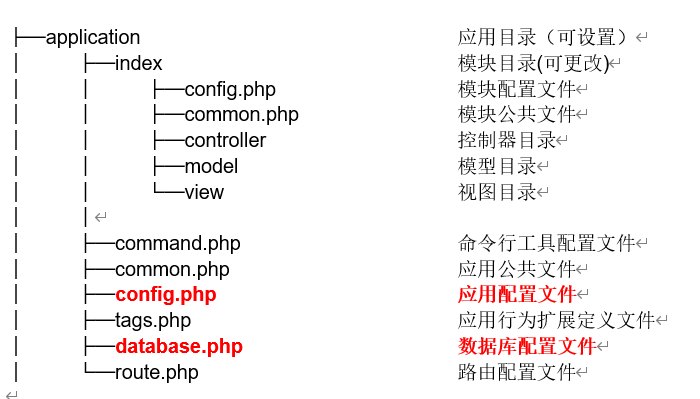 ├──application 应用目录（可设置）
│ ├──index 模块目录(可更改)
│ │ ├──config.php 模块配置文件
│ │ ├──common.php 模块公共文件
│ │ ├──controller 控制器目录
│ │ ├──model 模型目录
│ │ └──view 视图目录
│ │
│ ├──command.php 命令行工具配置文件
│ ├──common.php 应用公共文件
│ ├──config.php 应用配置文件
│ ├──tags.php 应用行为扩展定义文件
│ ├──database.php 数据库配置文件
│ └──route.php 路由配置文件